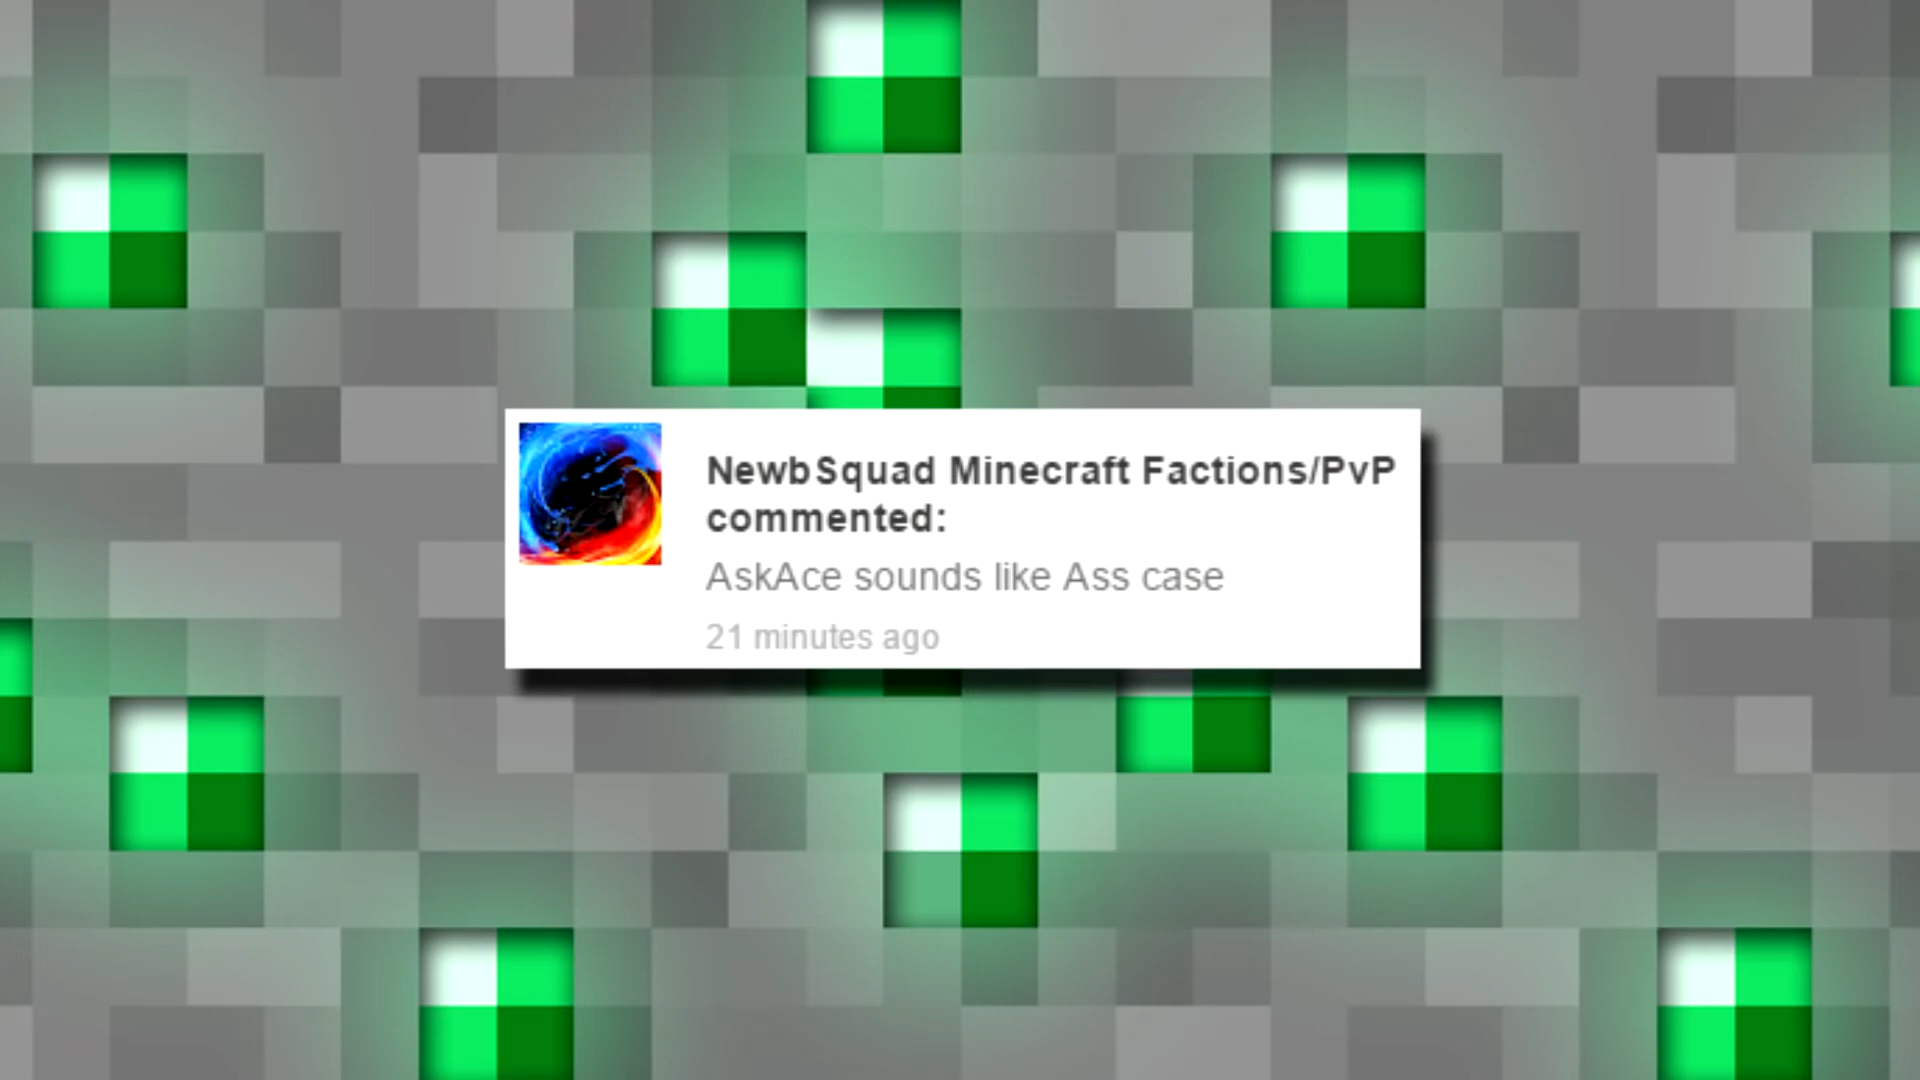 NewbSquad Minecraft Factions/PvP
commented:
AskAce sounds like Ass case
21 minutes ago